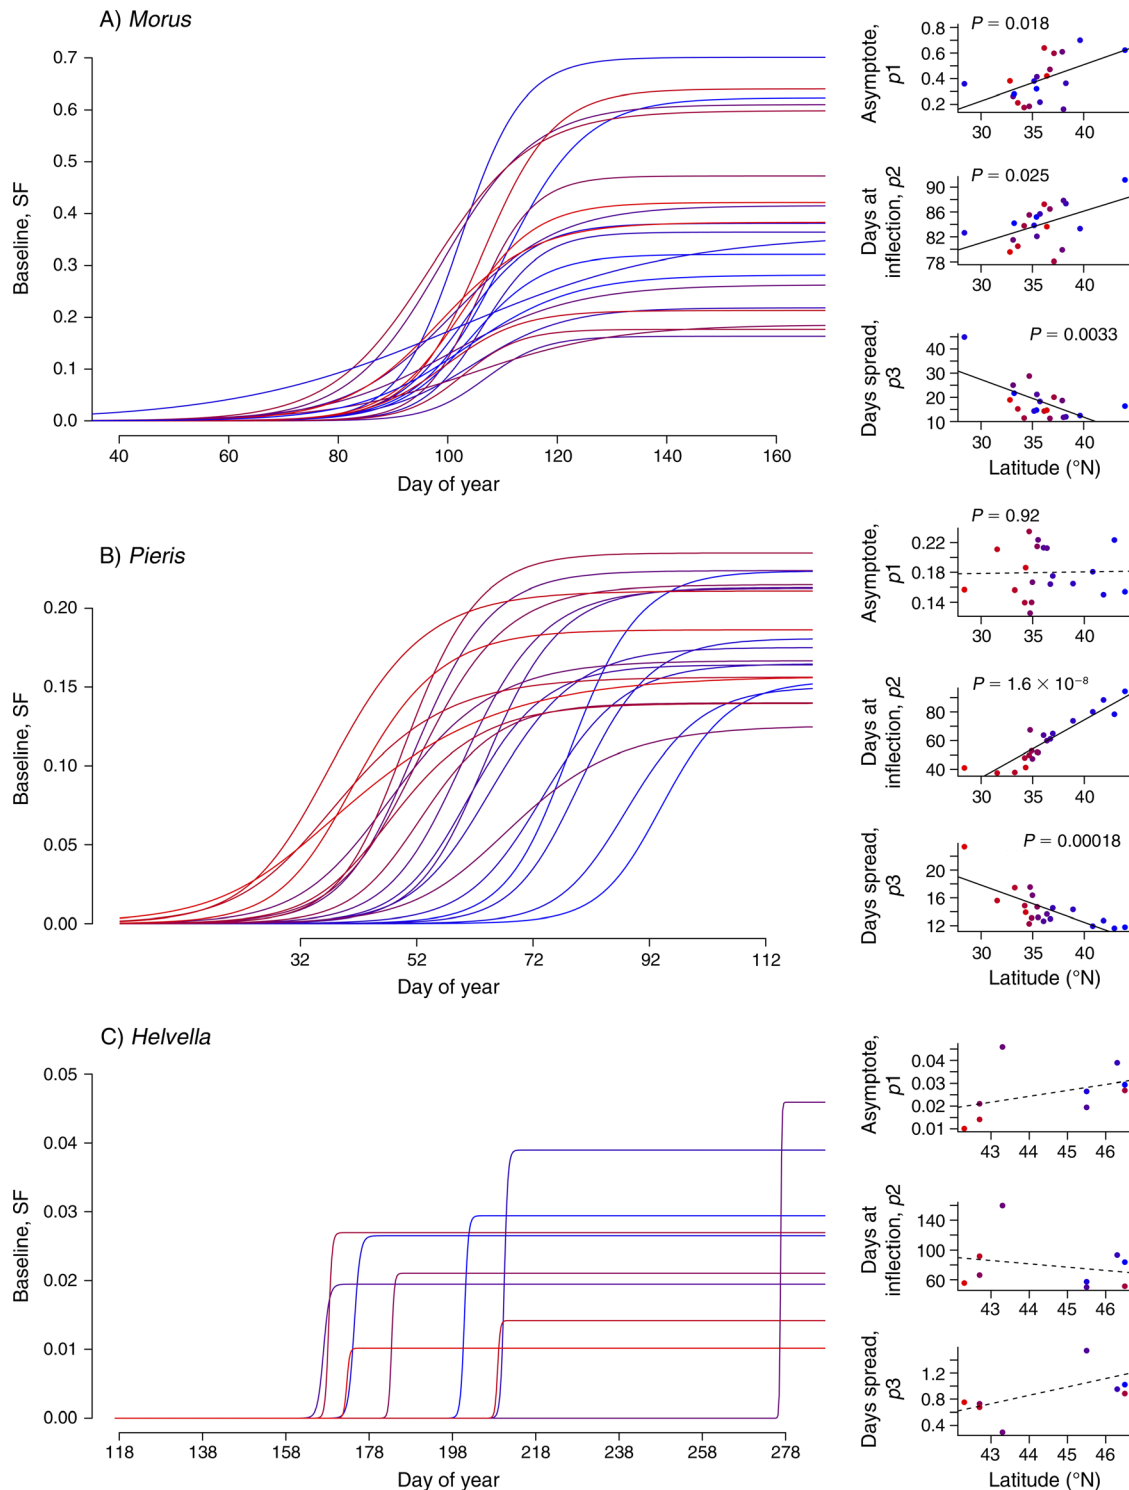 A) Morus
Baseline, SF
0.7
0.6
0.5
0.4
0.3
0.2
0.1
0.0
40 60 80 100 120 140 160
Day of year
Asymptote,
p1
P = 0.018
0.8
0.6
0.4
0.2
30 35 40
Days at
inflection, p2
P = 0.025
90
86
82
78
Days spread,
p3
P = 0.0033
40
30
20
10
30 35 40
Latitude (°N)
B) Pieris
Baseline, SF
0.20
0.15
0.10
0.05
0.00
32 52 72 92 112
Day of year
Asymptote,
p1
P = 0.92
0.22
0.18
0.14
30 35 40
Days at
inflection, p2
P = 1.6 × 10⁻⁸
80
60
40
30 35 40
Days spread,
p3
P = 0.00018
20
16
12
30 35 40
Latitude (°N)
C) Helvella
Baseline, SF
0.05
0.04
0.03
0.02
0.01
0.00
118 138 158 178 198 218 238 258 278
Day of year
Asymptote,
p1
0.04
0.03
0.02
0.01
43 44 45 46
Days at
inflection, p2
140
100
60
43 44 45 46
Days spread,
p3
1.2
0.8
0.4
43 44 45 46
Latitude (°N)